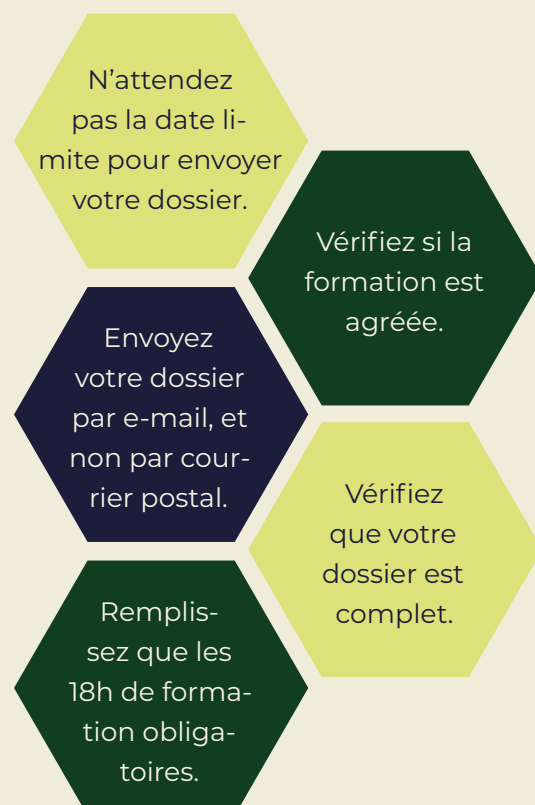 N’attendez
pas la date li-
mite pour envoyer
votre dossier.
Vérifiez si la
formation est
agréée.
Envoyez
votre dossier
par e-mail, et
non par cour-
rier postal.
Vérifiez
que votre
dossier est
complet.
Remplis-
sez que les
18h de forma-
tion obliga-
toires.